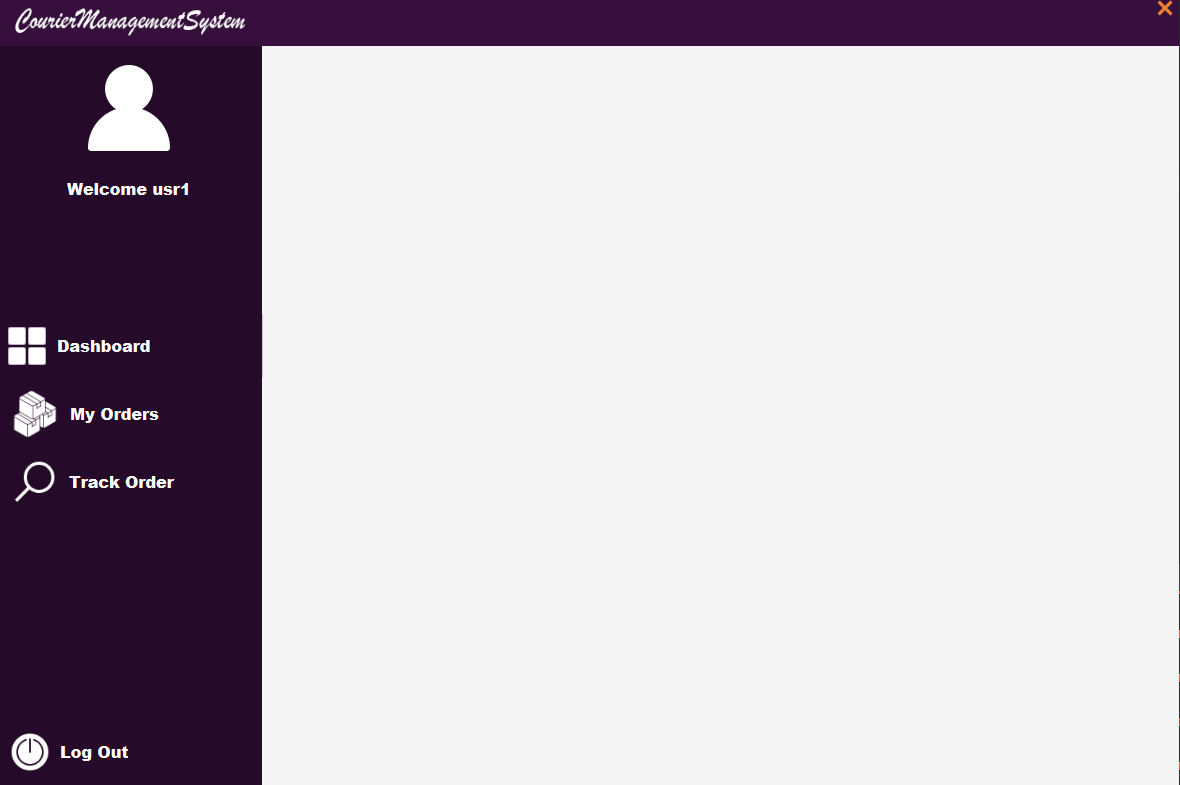 CourierManagementSystem
Welcome usr1
Dashboard
My Orders
Track Order
Log Out